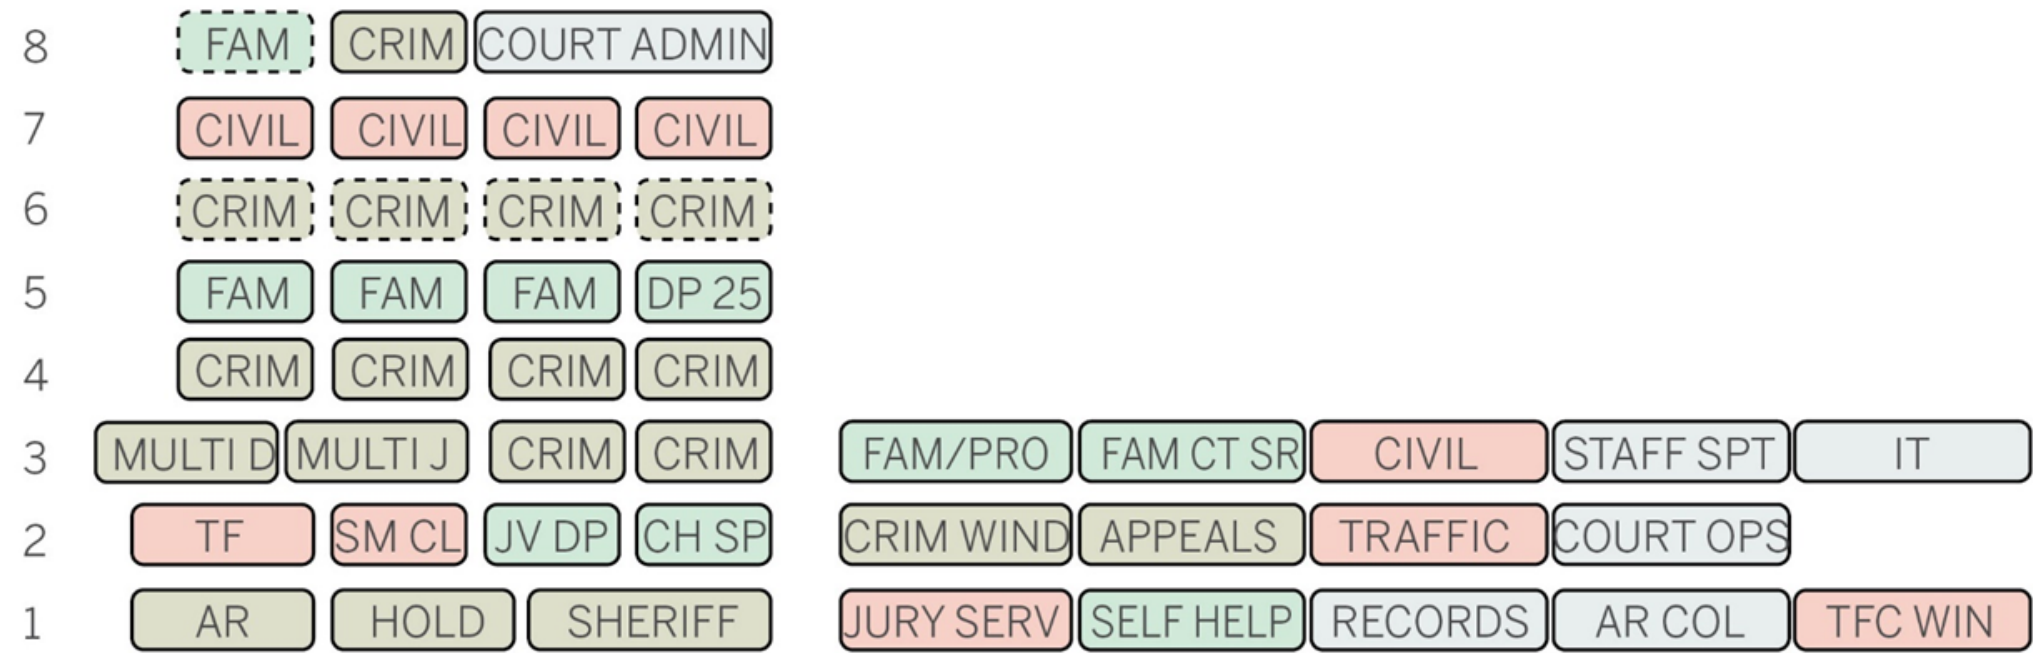 8 FAM CRIM COURT ADMIN
7 CIVIL CIVIL CIVIL CIVIL
6 CRIM CRIM CRIM CRIM
5 FAM FAM FAM DP 25
4 CRIM CRIM CRIM CRIM
3 MULTI D MULTI J CRIM CRIM FAM/PRO FAM CT SR CIVIL STAFF SPT IT
2 TF SM CL JV DP CH SP CRIM WIND APPEALS TRAFFIC COURT OPS
1 AR HOLD SHERIFF JURY SERV SELF HELP RECORDS AR COL TFC WIN